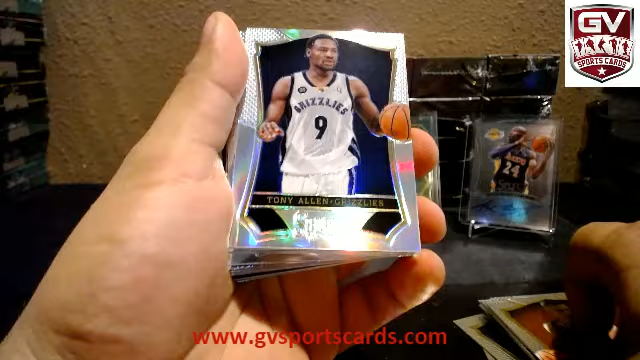 GV
SPORTS CARDS
GRIZZLIES
9
TONY ALLEN • GRIZZLIES
24
www.gvsportscards.com